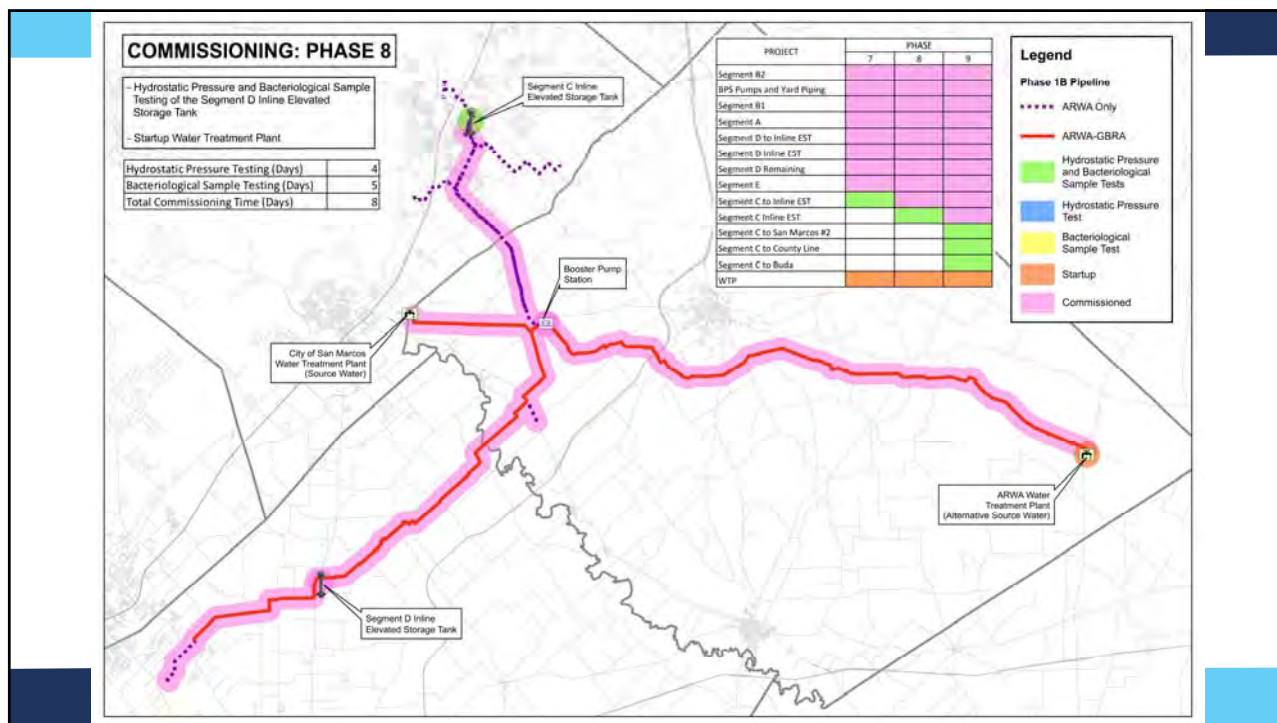 COMMISSIONING: PHASE 8
- Hydrostatic Pressure and Bacteriological Sample
Testing of the Segment D Inline Elevated
Storage Tank
- Startup Water Treatment Plant
Hydrostatic Pressure Testing (Days) 4
Bacteriological Sample Testing (Days) 5
Total Commissioning Time (Days) 8
Segment C Inline
Elevated Storage Tank
PROJECT PHASE
7 8 9
Segment B2
BPS Pumps and Yard Piping
Segment B1
Segment A
Segment D to Inline EST
Segment D Inline EST
Segment D Remaining
Segment E
Segment C to Inline EST
Segment C Inline EST
Segment C to San Marcos #2
Segment C to County Line
Segment C to Buda
WTP
Legend
Phase 1B Pipeline
ARWA Only
ARWA-GBRA
Hydrostatic Pressure
and Bacteriological
Sample Tests
Hydrostatic Pressure
Test
Bacteriological
Sample Test
Startup
Commissioned
Booster Pump
Station
City of San Marcos
Water Treatment Plant
(Source Water)
ARWA Water
Treatment Plant
(Alternative Source Water)
Segment D Inline
Elevated Storage Tank